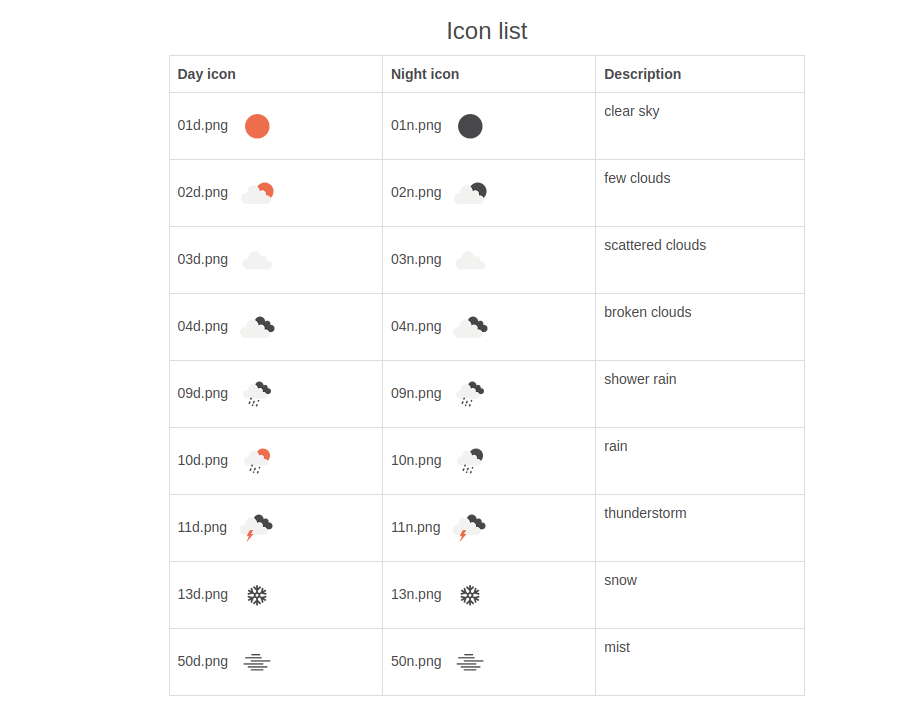 Icon list
Day icon Night icon Description
01d.png 01n.png clear sky
02d.png 02n.png few clouds
03d.png 03n.png scattered clouds
04d.png 04n.png broken clouds
09d.png 09n.png shower rain
10d.png 10n.png rain
11d.png 11n.png thunderstorm
13d.png 13n.png snow
50d.png 50n.png mist